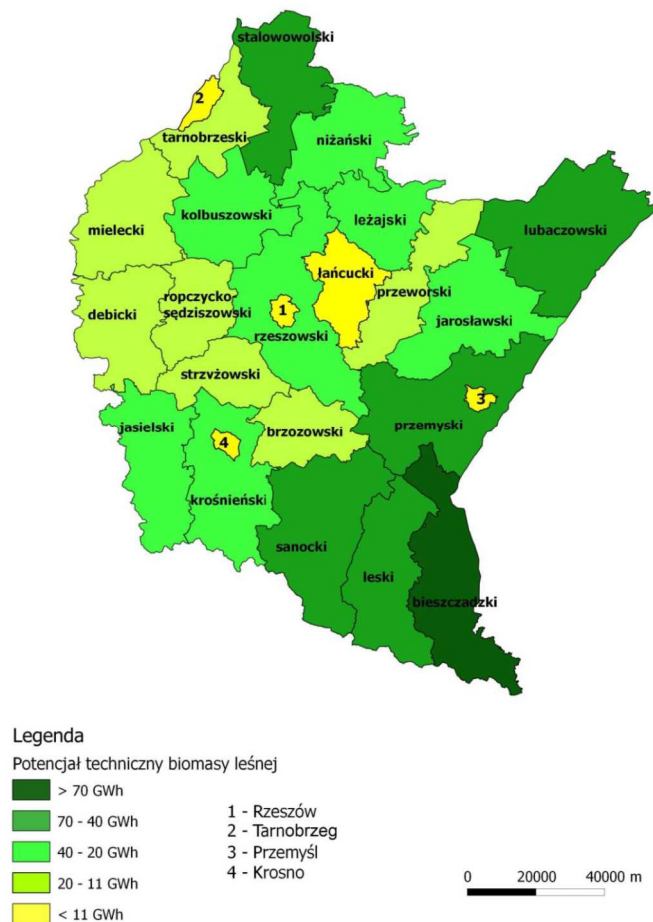 stalowowolski
2
tarnobrzeski
niżański
kolbuszowski
leżajski
mielecki
lubaczowski
łańcucki
ropczycko-
sędziszowski
przeworski
debicki
1
rzeszowski
jarosławski
strzyżowski
3
jasielski
brzozowski
przemyski
4
krośnieński
sanocki
leski
bieszczadzki
Legenda
Potencjał techniczny biomasy leśnej
> 70 GWh
70 - 40 GWh
40 - 20 GWh
20 - 11 GWh
< 11 GWh
1 - Rzeszów
2 - Tarnobrzeg
3 - Przemyśl
4 - Krosno
0 20000 40000 m